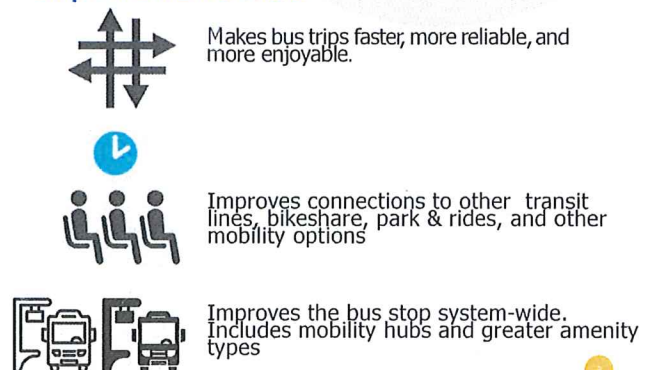 Makes bus trips faster, more reliable, and
more enjoyable.
Improves connections to other transit
lines, bikeshare, park & rides, and other
mobility options
Improves the bus stop system-wide.
Includes mobility hubs and greater amenity
types